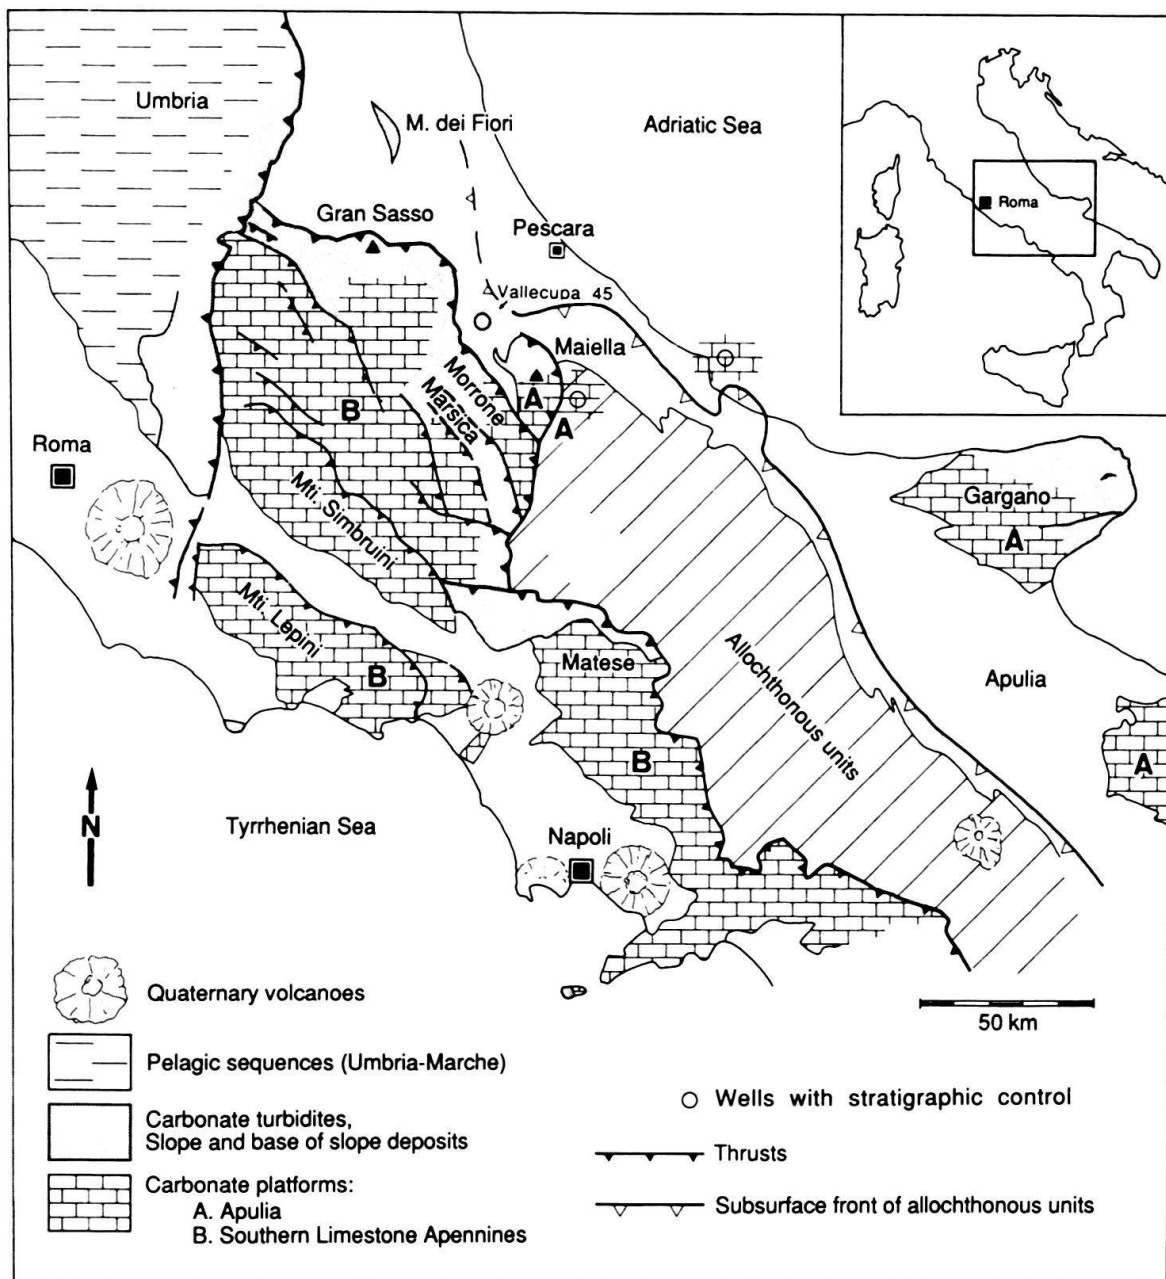 Umbria
M. dei Fiori
Adriatic Sea
Roma
Gran Sasso
Pescara
Vallecupa 45
Maiella
Morrone
Marsica
A
A
B
Roma
Mti. Simbruini
Gargano
A
Mti. Lepini
B
Matese
Allochthonous units
Apulia
B
A
N
Tyrrhenian Sea
Napoli
50 km
Quaternary volcanoes
Pelagic sequences (Umbria-Marche)
Carbonate turbidites,
Slope and base of slope deposits
Carbonate platforms:
A. Apulia
B. Southern Limestone Apennines
Wells with stratigraphic control
Thrusts
Subsurface front of allochthonous units